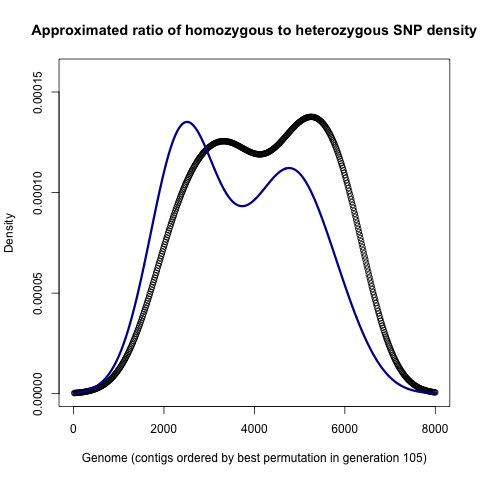 Approximated ratio of homozygous to heterozygous SNP density
0.00015
0.00010
0.00005
0.00000
Density
0 2000 4000 6000 8000
Genome (contigs ordered by best permutation in generation 105)